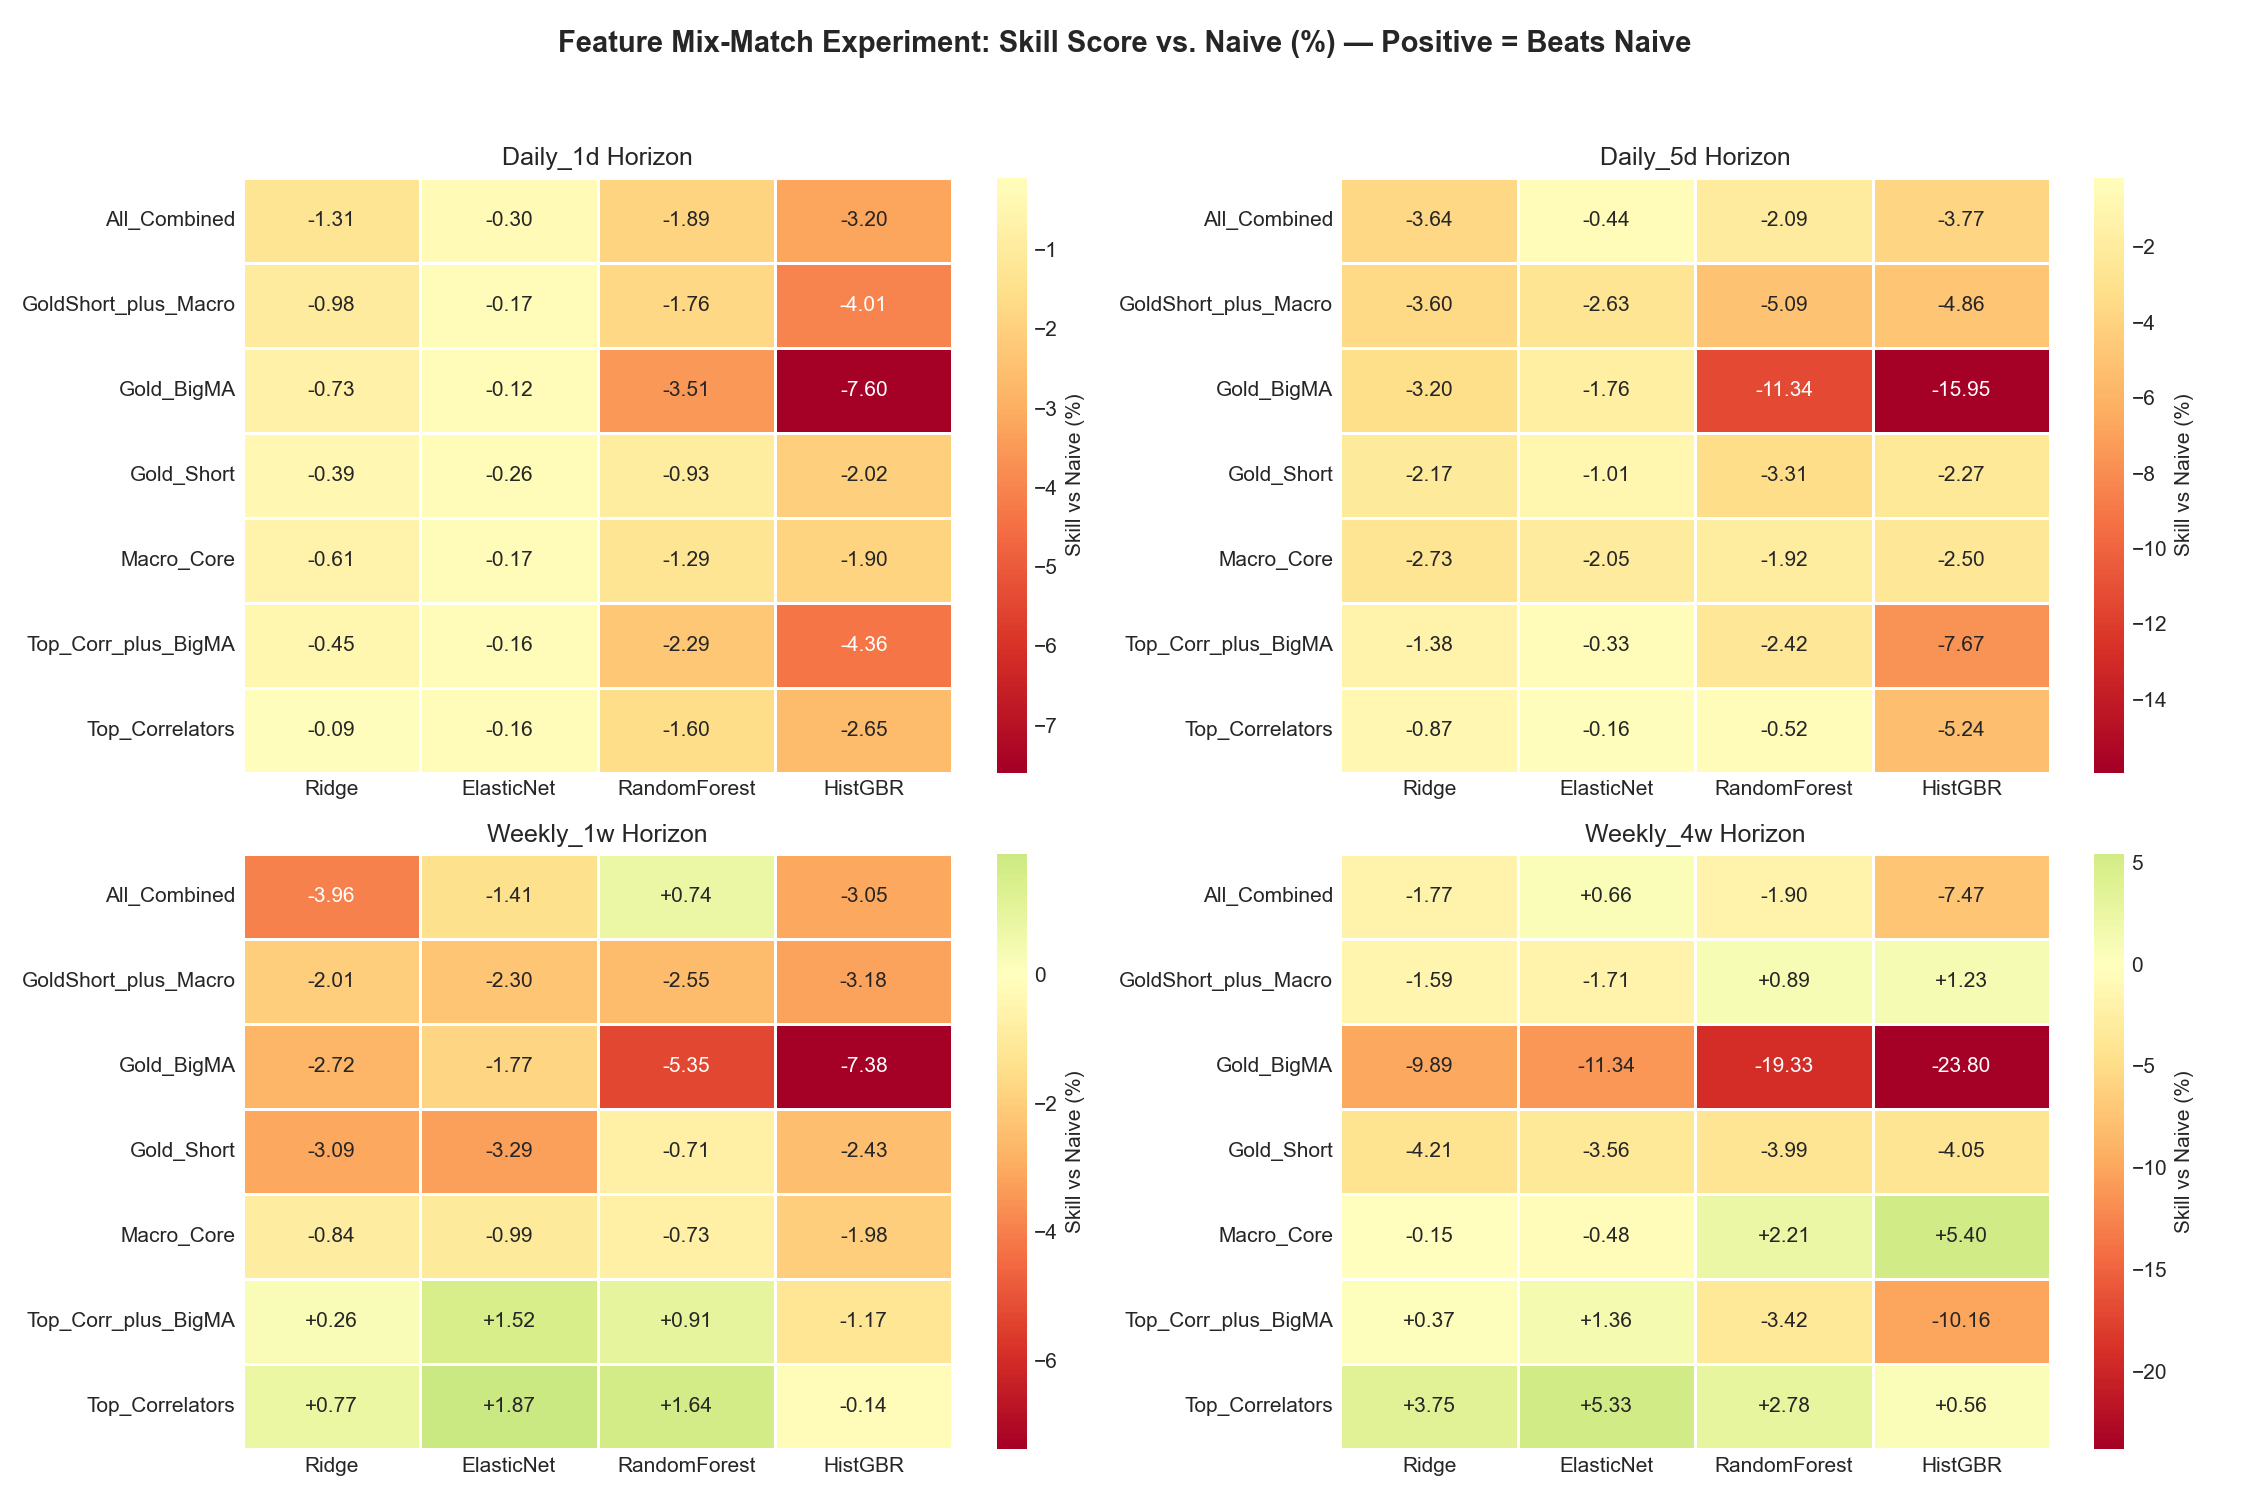 Feature Mix-Match Experiment: Skill Score vs. Naive (%) — Positive = Beats Naive
Daily_1d Horizon
All_Combined -1.31 -0.30 -1.89 -3.20
GoldShort_plus_Macro -0.98 -0.17 -1.76 -4.01
Gold_BigMA -0.73 -0.12 -3.51 -7.60
Gold_Short -0.39 -0.26 -0.93 -2.02
Macro_Core -0.61 -0.17 -1.29 -1.90
Top_Corr_plus_BigMA -0.45 -0.16 -2.29 -4.36
Top_Correlators -0.09 -0.16 -1.60 -2.65
Ridge ElasticNet RandomForest HistGBR
−1
−2
−3
−4
−5
−6
−7
Skill vs Naive (%)
Daily_5d Horizon
All_Combined -3.64 -0.44 -2.09 -3.77
GoldShort_plus_Macro -3.60 -2.63 -5.09 -4.86
Gold_BigMA -3.20 -1.76 -11.34 -15.95
Gold_Short -2.17 -1.01 -3.31 -2.27
Macro_Core -2.73 -2.05 -1.92 -2.50
Top_Corr_plus_BigMA -1.38 -0.33 -2.42 -7.67
Top_Correlators -0.87 -0.16 -0.52 -5.24
Ridge ElasticNet RandomForest HistGBR
−2
−4
−6
−8
−10
−12
−14
Skill vs Naive (%)
Weekly_1w Horizon
All_Combined -3.96 -1.41 +0.74 -3.05
GoldShort_plus_Macro -2.01 -2.30 -2.55 -3.18
Gold_BigMA -2.72 -1.77 -5.35 -7.38
Gold_Short -3.09 -3.29 -0.71 -2.43
Macro_Core -0.84 -0.99 -0.73 -1.98
Top_Corr_plus_BigMA +0.26 +1.52 +0.91 -1.17
Top_Correlators +0.77 +1.87 +1.64 -0.14
Ridge ElasticNet RandomForest HistGBR
0
−2
−4
−6
Skill vs Naive (%)
Weekly_4w Horizon
All_Combined -1.77 +0.66 -1.90 -7.47
GoldShort_plus_Macro -1.59 -1.71 +0.89 +1.23
Gold_BigMA -9.89 -11.34 -19.33 -23.80
Gold_Short -4.21 -3.56 -3.99 -4.05
Macro_Core -0.15 -0.48 +2.21 +5.40
Top_Corr_plus_BigMA +0.37 +1.36 -3.42 -10.16
Top_Correlators +3.75 +5.33 +2.78 +0.56
Ridge ElasticNet RandomForest HistGBR
5
0
−5
−10
−15
−20
Skill vs Naive (%)